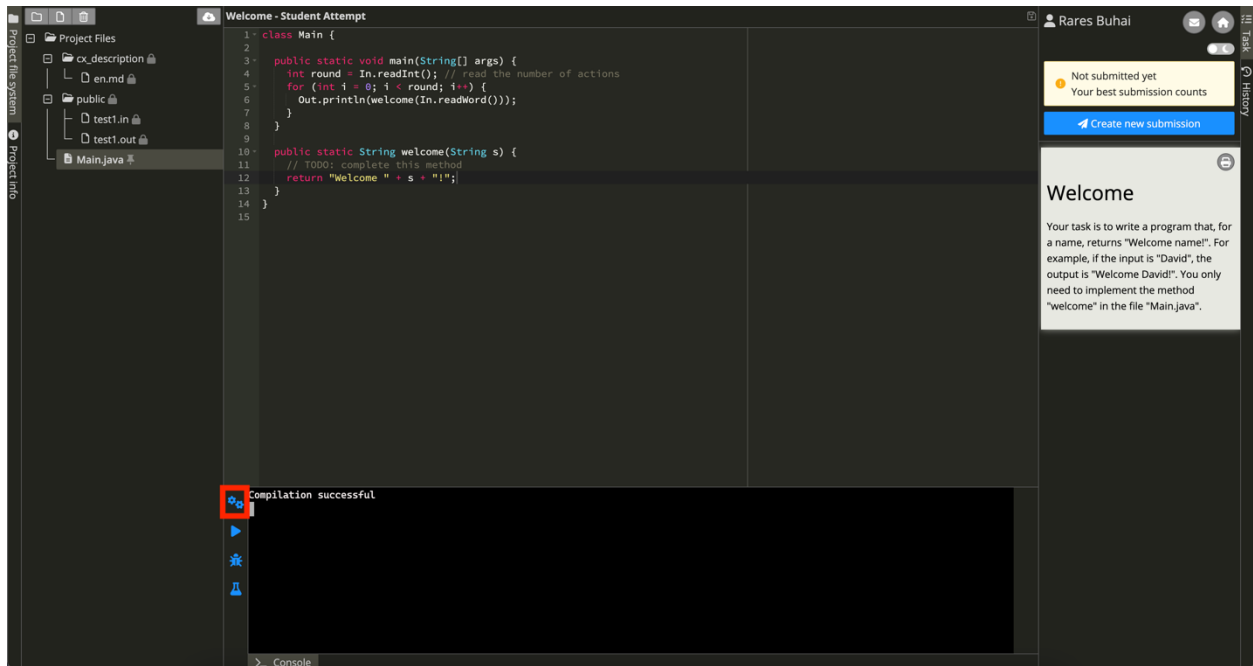 Project file system
Project info
Project Files
cx_description
en.md
public
test1.in
test1.out
Main.java
Welcome - Student Attempt
1 class Main {
2
3 public static void main(String[] args) {
4 int round = In.readInt(); // read the number of actions
5 for (int i = 0; i < round; i++) {
6 Out.println(welcome(In.readWord()));
7 }
8 }
9
10 public static String welcome(String s) {
11 // TODO: complete this method
12 return "Welcome " + s + "!";
13 }
14 }
15
Compilation successful
>_ Console
Rares Buhai
Not submitted yet
Your best submission counts
Create new submission
Welcome
Your task is to write a program that, for
a name, returns "Welcome name!". For
example, if the input is "David", the
output is "Welcome David!". You only
need to implement the method
"welcome" in the file "Main.java".
Task
History